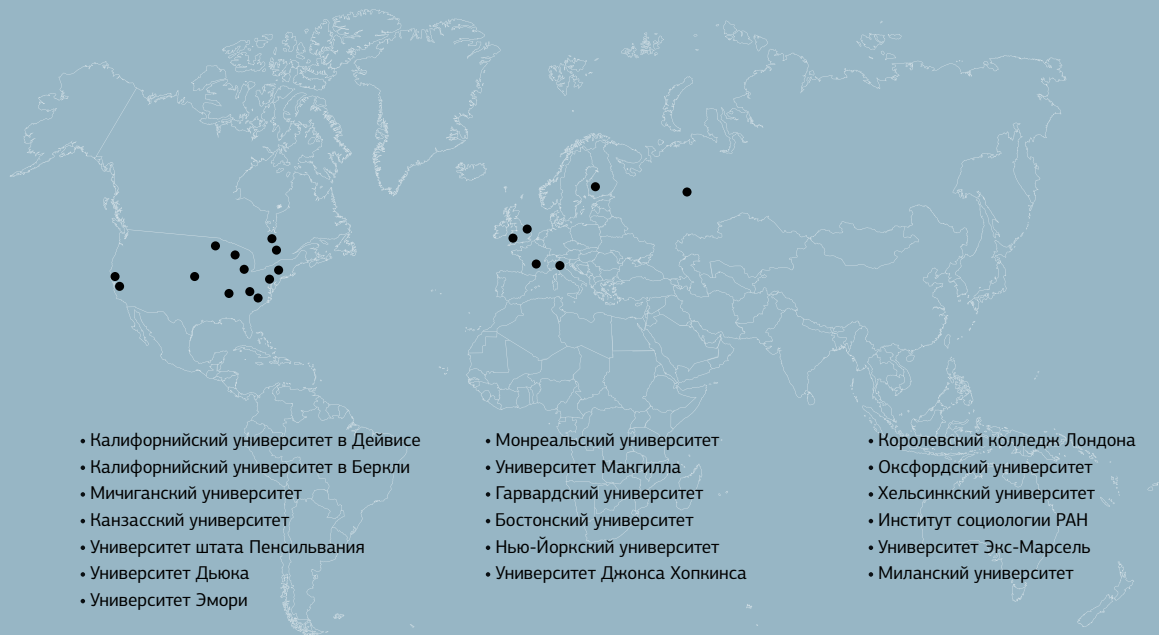 • Калифорнийский университет в Дейвисе
• Калифорнийский университет в Беркли
• Мичиганский университет
• Канзасский университет
• Университет штата Пенсильвания
• Университет Дьюка
• Университет Эмори
• Монреальский университет
• Университет Макгилла
• Гарвардский университет
• Бостонский университет
• Нью-Йоркский университет
• Университет Джонса Хопкинса
• Королевский колледж Лондона
• Оксфордский университет
• Хельсинкский университет
• Институт социологии РАН
• Университет Экс-Марсель
• Миланский университет